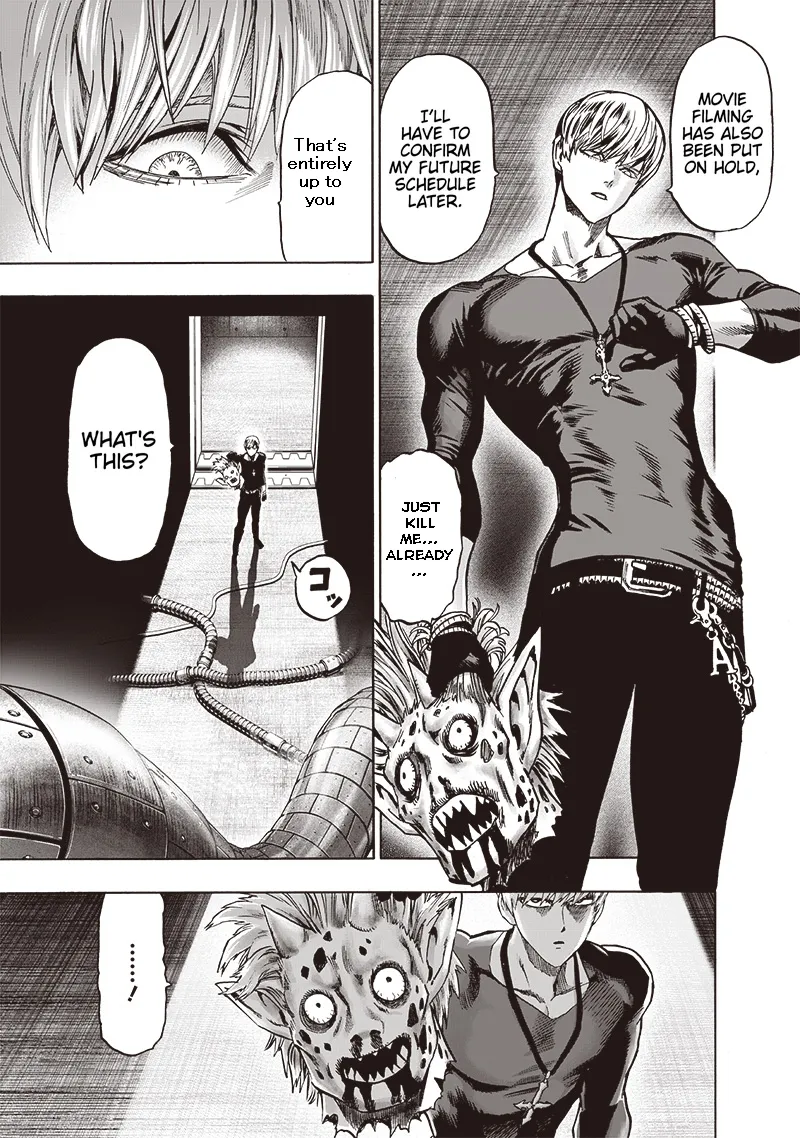 MOVIE
FILMING
HAS ALSO
BEEN PUT
ON HOLD,
I'LL
HAVE TO
CONFIRM
MY FUTURE
SCHEDULE
LATER.
JUST
KILL
ME...
ALREADY
...
A
That's
entirely
up to
you
WHAT'S
THIS?
コッ
......!